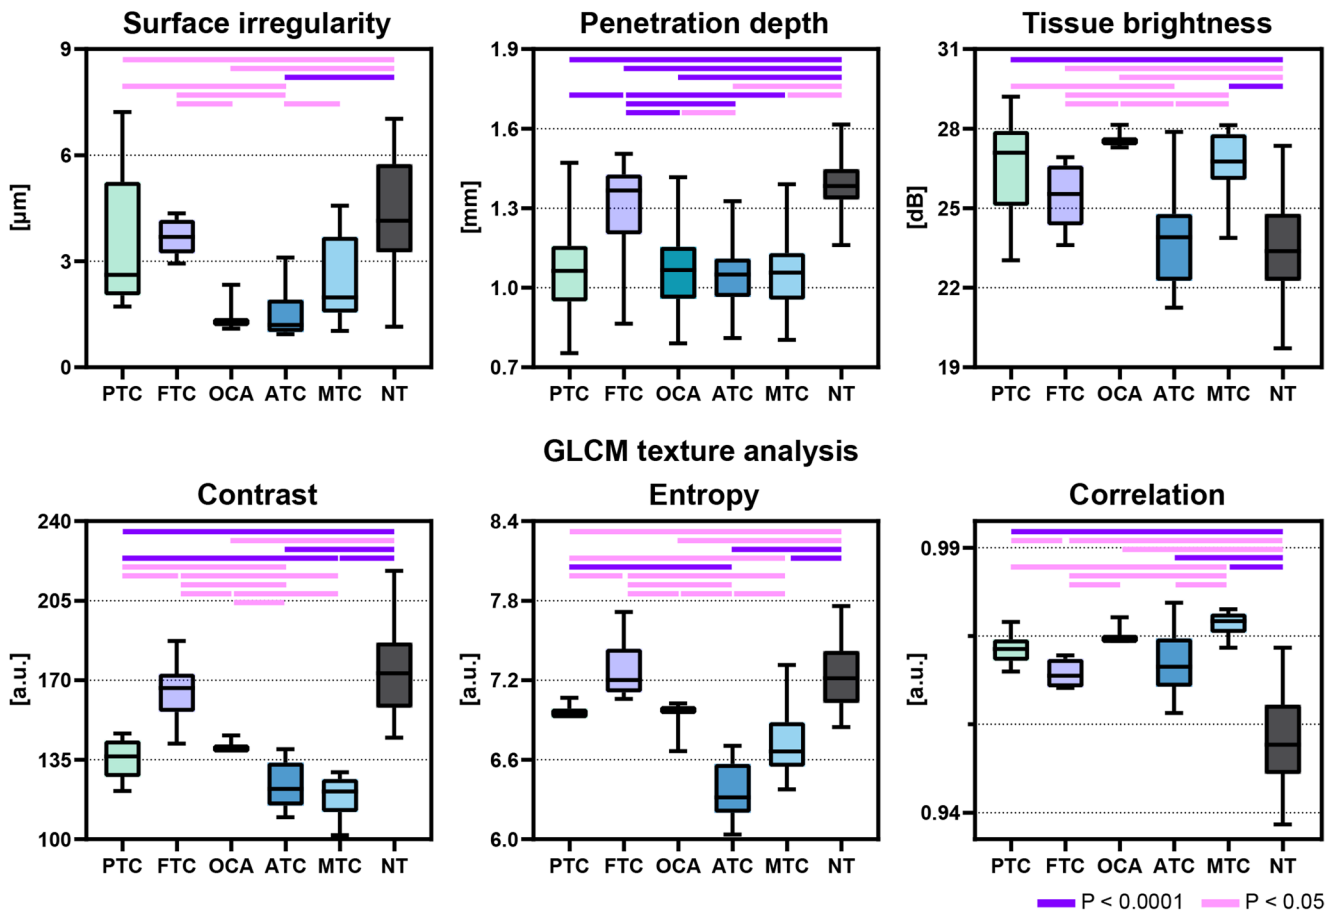 Surface irregularity
Penetration depth
Tissue brightness
[µm]
9
6
3
0
PTC FTC OCA ATC MTC NT
[mm]
1.9
1.6
1.3
1.0
0.7
PTC FTC OCA ATC MTC NT
[dB]
31
28
25
22
19
PTC FTC OCA ATC MTC NT
GLCM texture analysis
Contrast
Entropy
Correlation
[a.u.]
240
205
170
135
100
PTC FTC OCA ATC MTC NT
[a.u.]
8.4
7.8
7.2
6.6
6.0
PTC FTC OCA ATC MTC NT
[a.u.]
0.99
0.94
PTC FTC OCA ATC MTC NT
P < 0.0001 P < 0.05